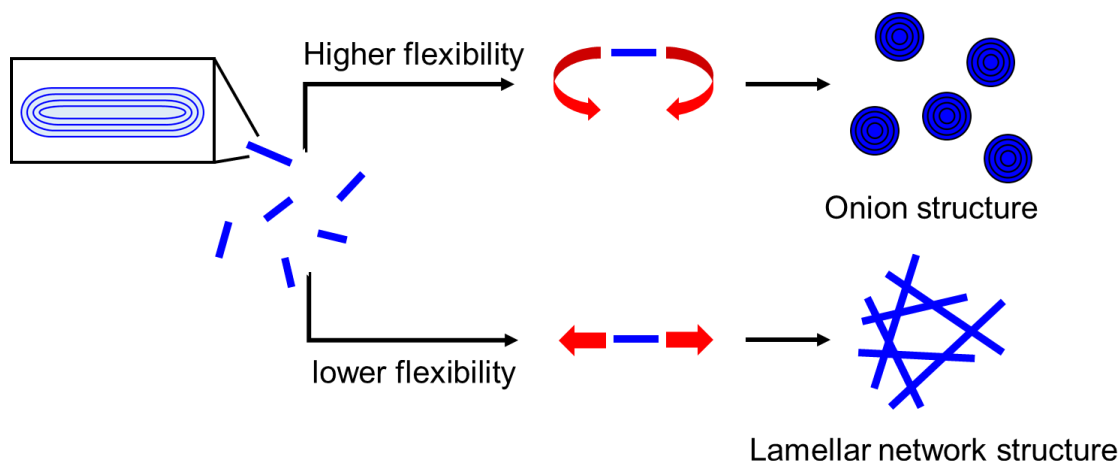 Higher flexibility
Onion structure
lower flexibility
Lamellar network structure